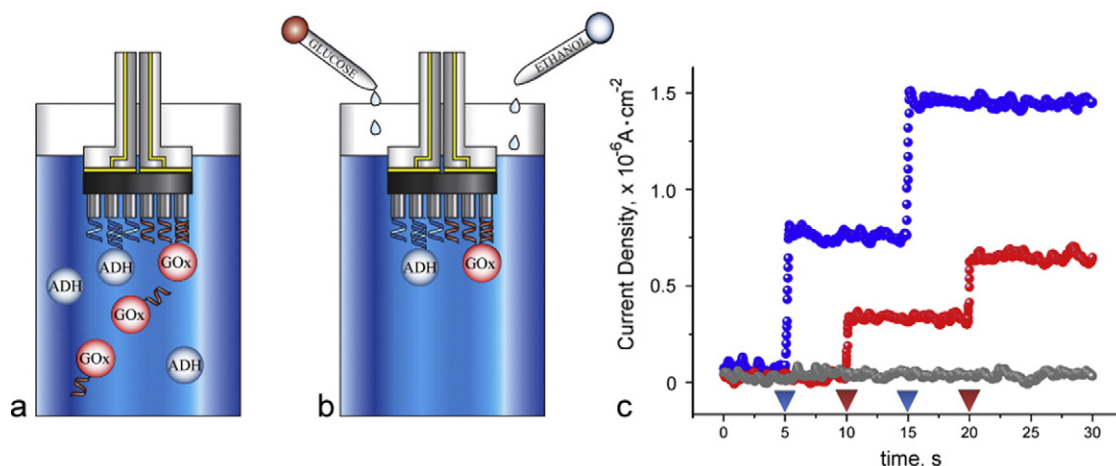 GLUCOSE
ETHANOL
ADH
GOx
ADH
GOx
GOx
ADH
a
ADH
GOx
b
Current Density, x 10⁻⁶A·cm⁻²
1.5
1.0
0.5
0
0 5 10 15 20 25 30
time, s
c